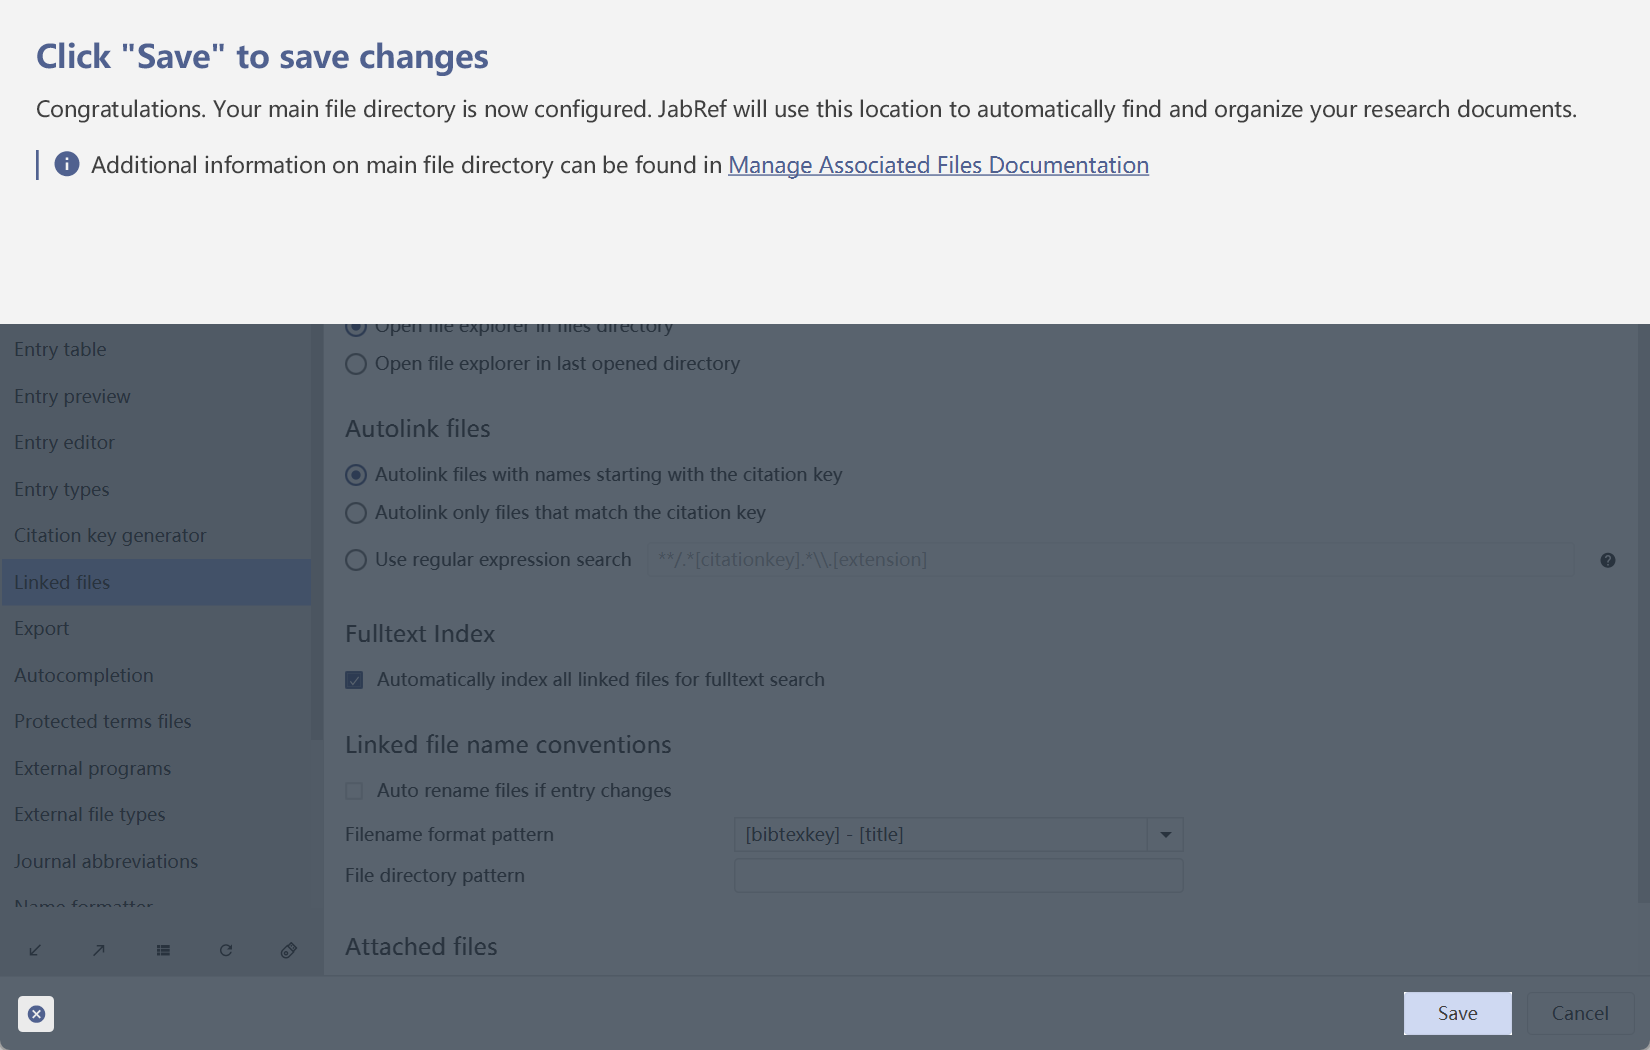 Click "Save" to save changes
Congratulations. Your main file directory is now configured. JabRef will use this location to automatically find and organize your research documents.
Additional information on main file directory can be found in Manage Associated Files Documentation
Open file explorer in files directory
Entry table
Open file explorer in last opened directory
Entry preview
Autolink files
Entry editor
Autolink files with names starting with the citation key
Entry types
Autolink only files that match the citation key
Citation key generator
Use regular expression search
**/.*[citationkey].*\\.[extension]
Linked files
Export
Fulltext Index
Autocompletion
Automatically index all linked files for fulltext search
Protected terms files
Linked file name conventions
External programs
Auto rename files if entry changes
External file types
Filename format pattern
[bibtexkey] - [title]
Journal abbreviations
File directory pattern
Name formatter
Attached files
Save
Cancel